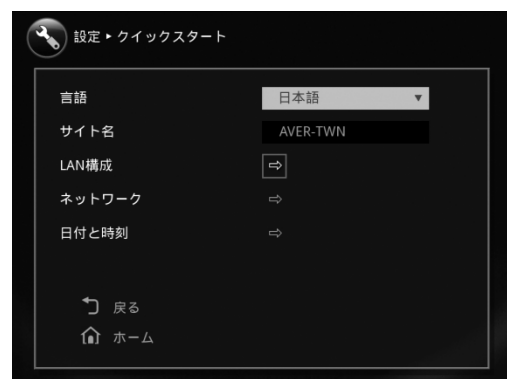 設定 ▸ クイックスタート
言語 日本語 ▼
サイト名 AVER-TWN
LAN構成 ⇨
ネットワーク ⇨
日付と時刻 ⇨
戻る
ホーム